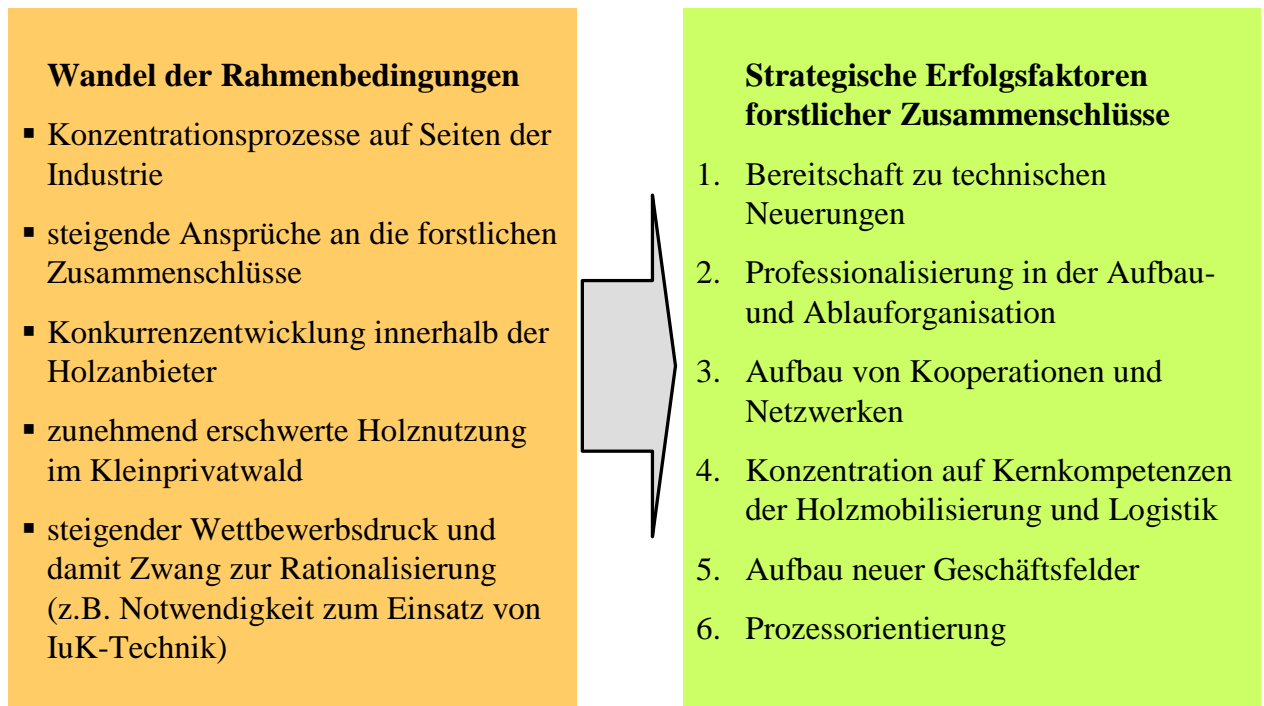 Wandel der Rahmenbedingungen
▪ Konzentrationsprozesse auf Seiten der
Industrie
▪ steigende Ansprüche an die forstlichen
Zusammenschlüsse
▪ Konkurrenzentwicklung innerhalb der
Holzanbieter
▪ zunehmend erschwerte Holznutzung
im Kleinprivatwald
▪ steigender Wettbewerbsdruck und
damit Zwang zur Rationalisierung
(z.B. Notwendigkeit zum Einsatz von
IuK-Technik)
Strategische Erfolgsfaktoren
forstlicher Zusammenschlüsse
1. Bereitschaft zu technischen
Neuerungen
2. Professionalisierung in der Aufbau-
und Ablauforganisation
3. Aufbau von Kooperationen und
Netzwerken
4. Konzentration auf Kernkompetenzen
der Holzmobilisierung und Logistik
5. Aufbau neuer Geschäftsfelder
6. Prozessorientierung